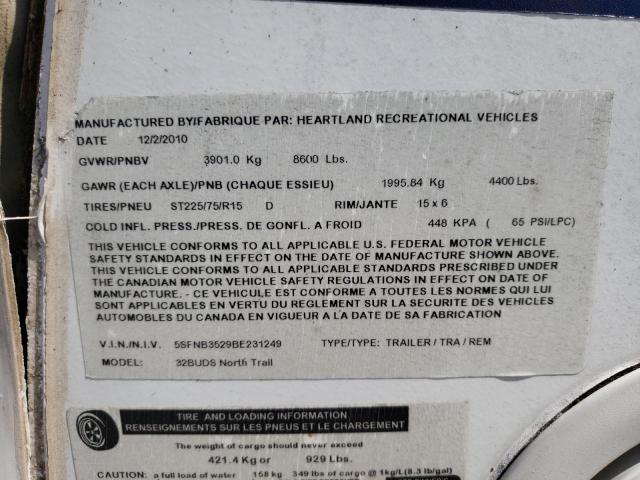 MANUFACTURED BY/FABRIQUE PAR: HEARTLAND RECREATIONAL VEHICLES
DATE 12/2/2010
GVWR/PNBV 3901.0 Kg 8600 Lbs.
GAWR (EACH AXLE)/PNB (CHAQUE ESSIEU) 1995.84 Kg 4400 Lbs.
TIRES/PNEU ST225/75/R15 D RIM/JANTE 15 x 6
COLD INFL. PRESS./PRESS. DE GONFL. A FROID 448 KPA ( 65 PSI/LPC)
THIS VEHICLE CONFORMS TO ALL APPLICABLE U.S. FEDERAL MOTOR VEHICLE
SAFETY STANDARDS IN EFFECT ON THE DATE OF MANUFACTURE SHOWN ABOVE.
THIS VEHICLE CONFORMS TO ALL APPLICABLE STANDARDS PRESCRIBED UNDER
THE CANADIAN MOTOR VEHICLE SAFETY REGULATIONS IN EFFECT ON DATE OF
MANUFACTURE. - CE VEHICULE EST CONFORME A TOUTES LES NORMES QUI LUI
SONT APPLICABLES EN VERTU DU REGLEMENT SUR LA SECURITE DES VEHICLES
AUTOMOBILES DU CANADA EN VIGUEUR A LA DATE DE SA FABRICATION
V.I.N./N.I.V. 5SFNB3529BE231249 TYPE/TYPE: TRAILER / TRA / REM
MODEL: 32BUDS North Trail
TIRE AND LOADING INFORMATION
RENSEIGNEMENTS SUR LES PNEUS ET LE CHARGEMENT
The weight of cargo should never exceed
421.4 Kg or 929 Lbs.
CAUTION: a full load of water 158 kg 349 lbs of cargo @ 1kg/L(8.3 lb/gal)